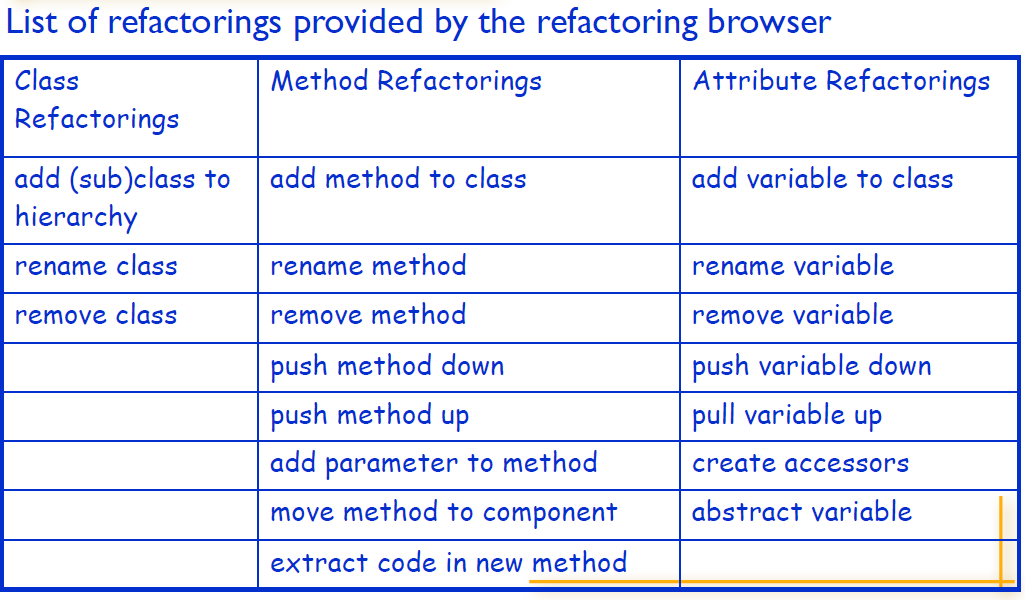 List of refactorings provided by the refactoring browser
Class
Refactorings
Method Refactorings
Attribute Refactorings
add (sub)class to
hierarchy
add method to class
add variable to class
rename class
rename method
rename variable
remove class
remove method
remove variable
push method down
push variable down
push method up
pull variable up
add parameter to method
create accessors
move method to component
abstract variable
extract code in new method